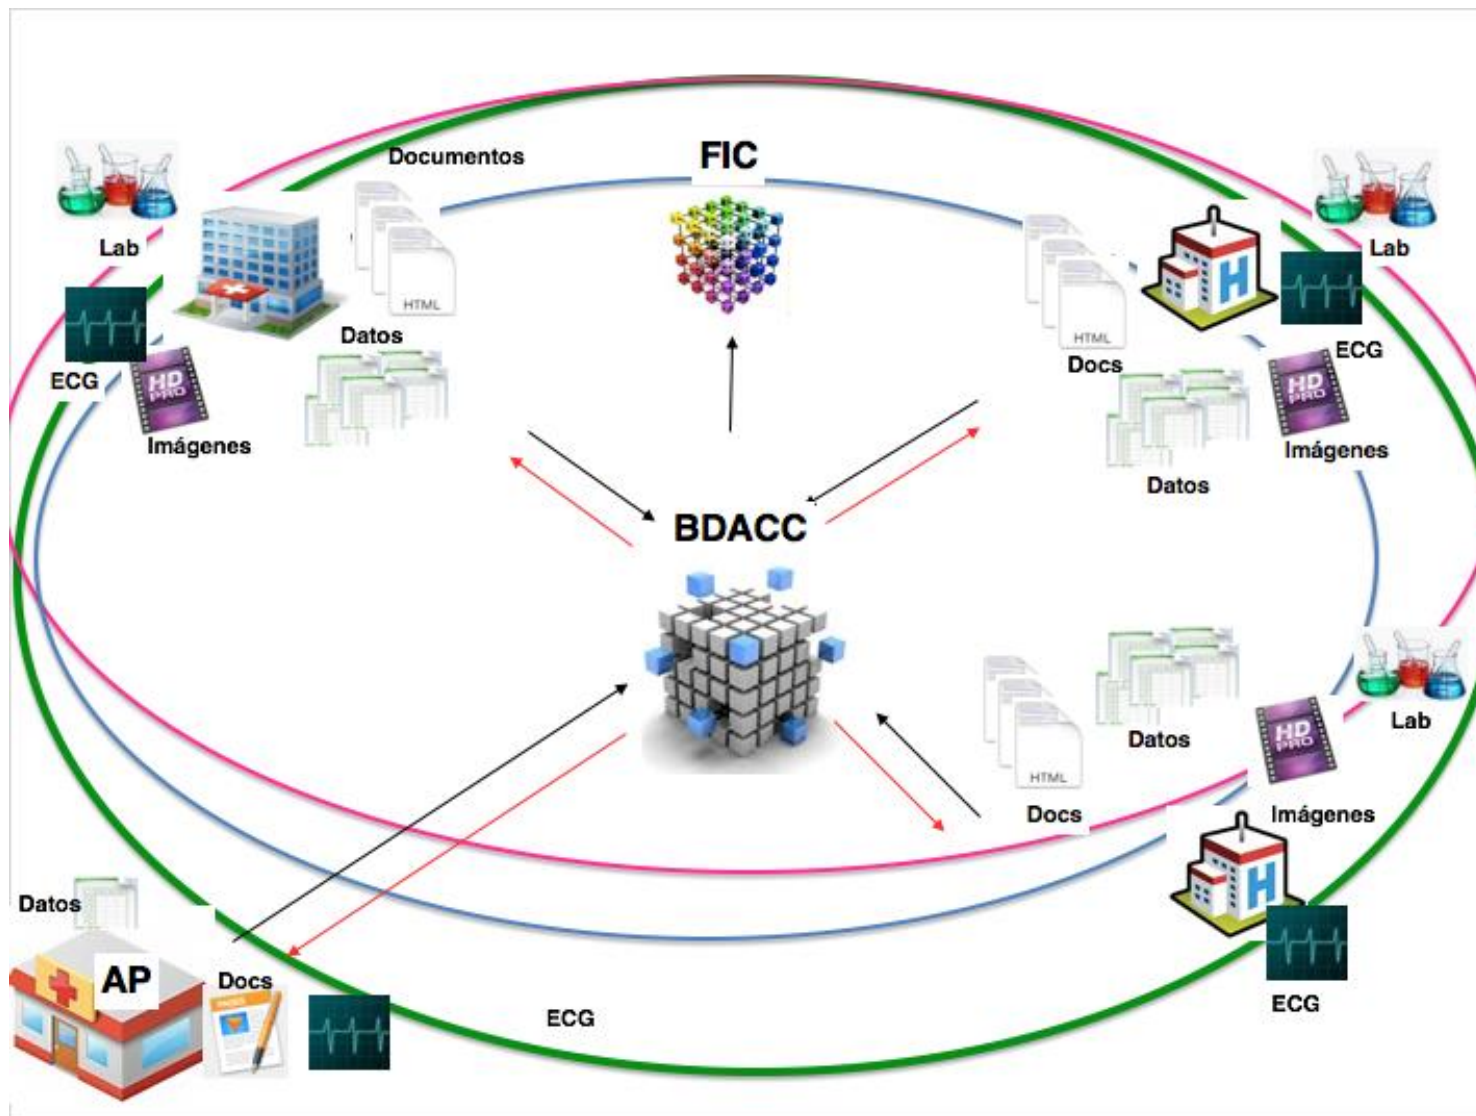 Documentos
FIC
Lab
HTML
Datos
ECG
HD
PRO
Imágenes
Lab
HTML
Docs
ECG
HD
PRO
Imágenes
Datos
BDACC
Datos
HTML
Docs
HD
PRO
Imágenes
Lab
ECG
Datos
AP
Docs
PAGES
ECG